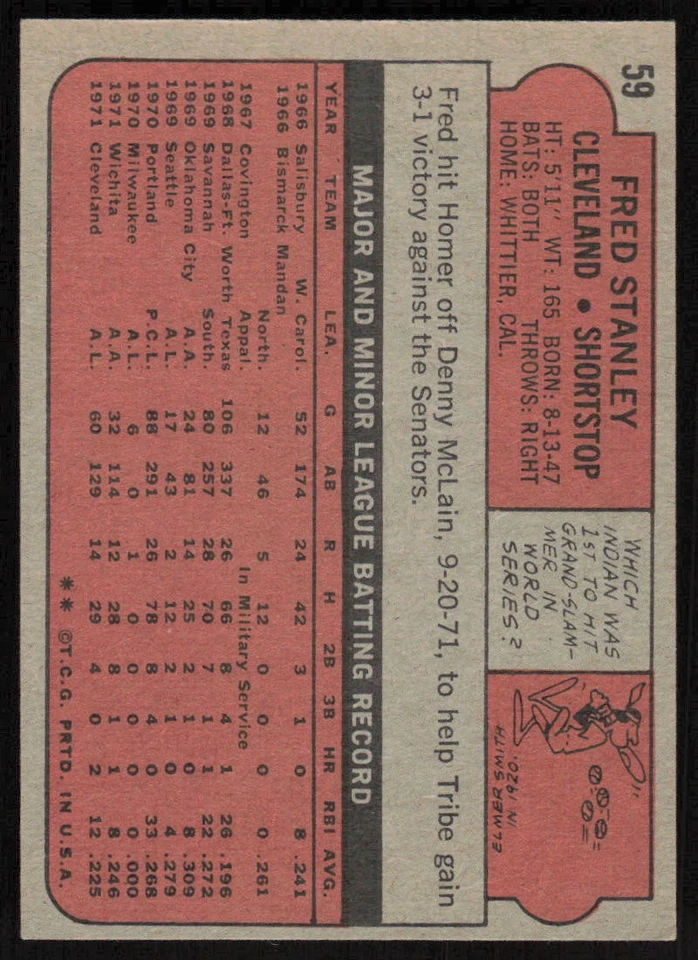 59
FRED STANLEY
CLEVELAND • SHORTSTOP
HT: 5'11" WT: 165 BORN: 8-13-47
BATS: BOTH THROWS: RIGHT
HOME: WHITTIER, CAL.
WHICH
INDIAN WAS
1ST TO HIT
GRAND-SLAM-
MER IN
WORLD
SERIES?
ELMER SMITH
IN 1920.
Fred hit Homer off Denny McLain, 9-20-71, to help Tribe gain
3-1 victory against the Senators.
MAJOR AND MINOR LEAGUE BATTING RECORD
YEAR TEAM LEA. G AB R H 2B 3B HR RBI AVG.
1966 Salisbury W. Carol. 52 174 24 42 3 1 0 8 .241
1966 Bismarck Mandan
North. 12 46 5 12 0 0 0 0 .261
1967 Covington Appal. In Military Service
1968 Dallas-Ft. Worth Texas 106 337 26 66 8 4 1 26 .196
1969 Savannah South. 80 257 28 70 7 1 1 22 .272
1969 Oklahoma City A.A. 24 81 14 25 2 1 0 8 .309
1969 Seattle A.L. 17 43 2 12 2 1 0 4 .279
1970 Portland P.C.L. 88 291 26 78 8 4 0 33 .268
1970 Milwaukee A.L. 6 0 1 0 0 0 0 0 .000
1971 Wichita A.A. 32 114 12 28 8 1 1 8 .246
1971 Cleveland A.L. 60 129 14 29 4 0 2 12 .225
** ©T.C.G. PRTD. IN U.S.A.